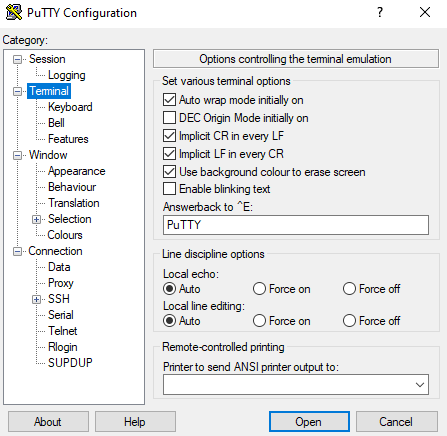 PuTTY Configuration
?
Category:
Session
Logging
Terminal
Keyboard
Bell
Features
Window
Appearance
Behaviour
Translation
Selection
Colours
Connection
Data
Proxy
SSH
Serial
Telnet
Rlogin
SUPDUP
Options controlling the terminal emulation
Set various terminal options
Auto wrap mode initially on
DEC Origin Mode initially on
Implicit CR in every LF
Implicit LF in every CR
Use background colour to erase screen
Enable blinking text
Answerback to ^E:
PuTTY
Line discipline options
Local echo:
Auto Force on Force off
Local line editing:
Auto Force on Force off
Remote-controlled printing
Printer to send ANSI printer output to:
About Help Open Cancel